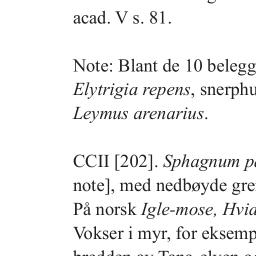 acad. V s. 81.
Note: Blant de 10 belegg
Elytrigia repens, snerphu
Leymus arenarius.
CCII [202]. Sphagnum p
note], med nedbøyde gre
På norsk Igle-mose, Hvid
Vokser i myr, for eksemp